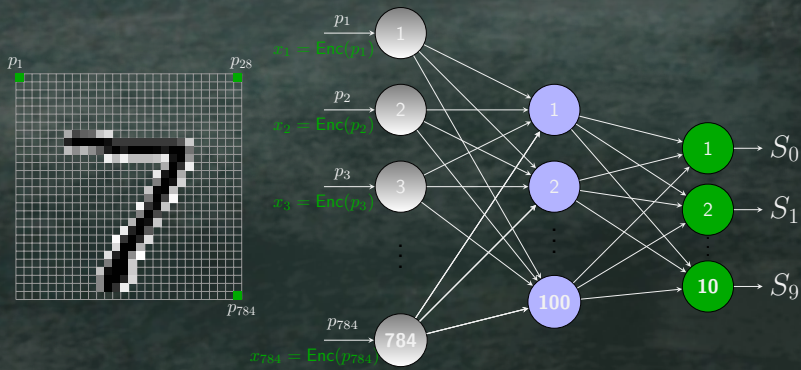 p₁ p₂₈
p₇₈₄
p₁
x₁ = Enc(p₁)
1
p₂
x₂ = Enc(p₂)
2
p₃
x₃ = Enc(p₃)
3
p₇₈₄
x₇₈₄ = Enc(p₇₈₄)
784
1
2
100
1
2
10
S₀
S₁
S₉